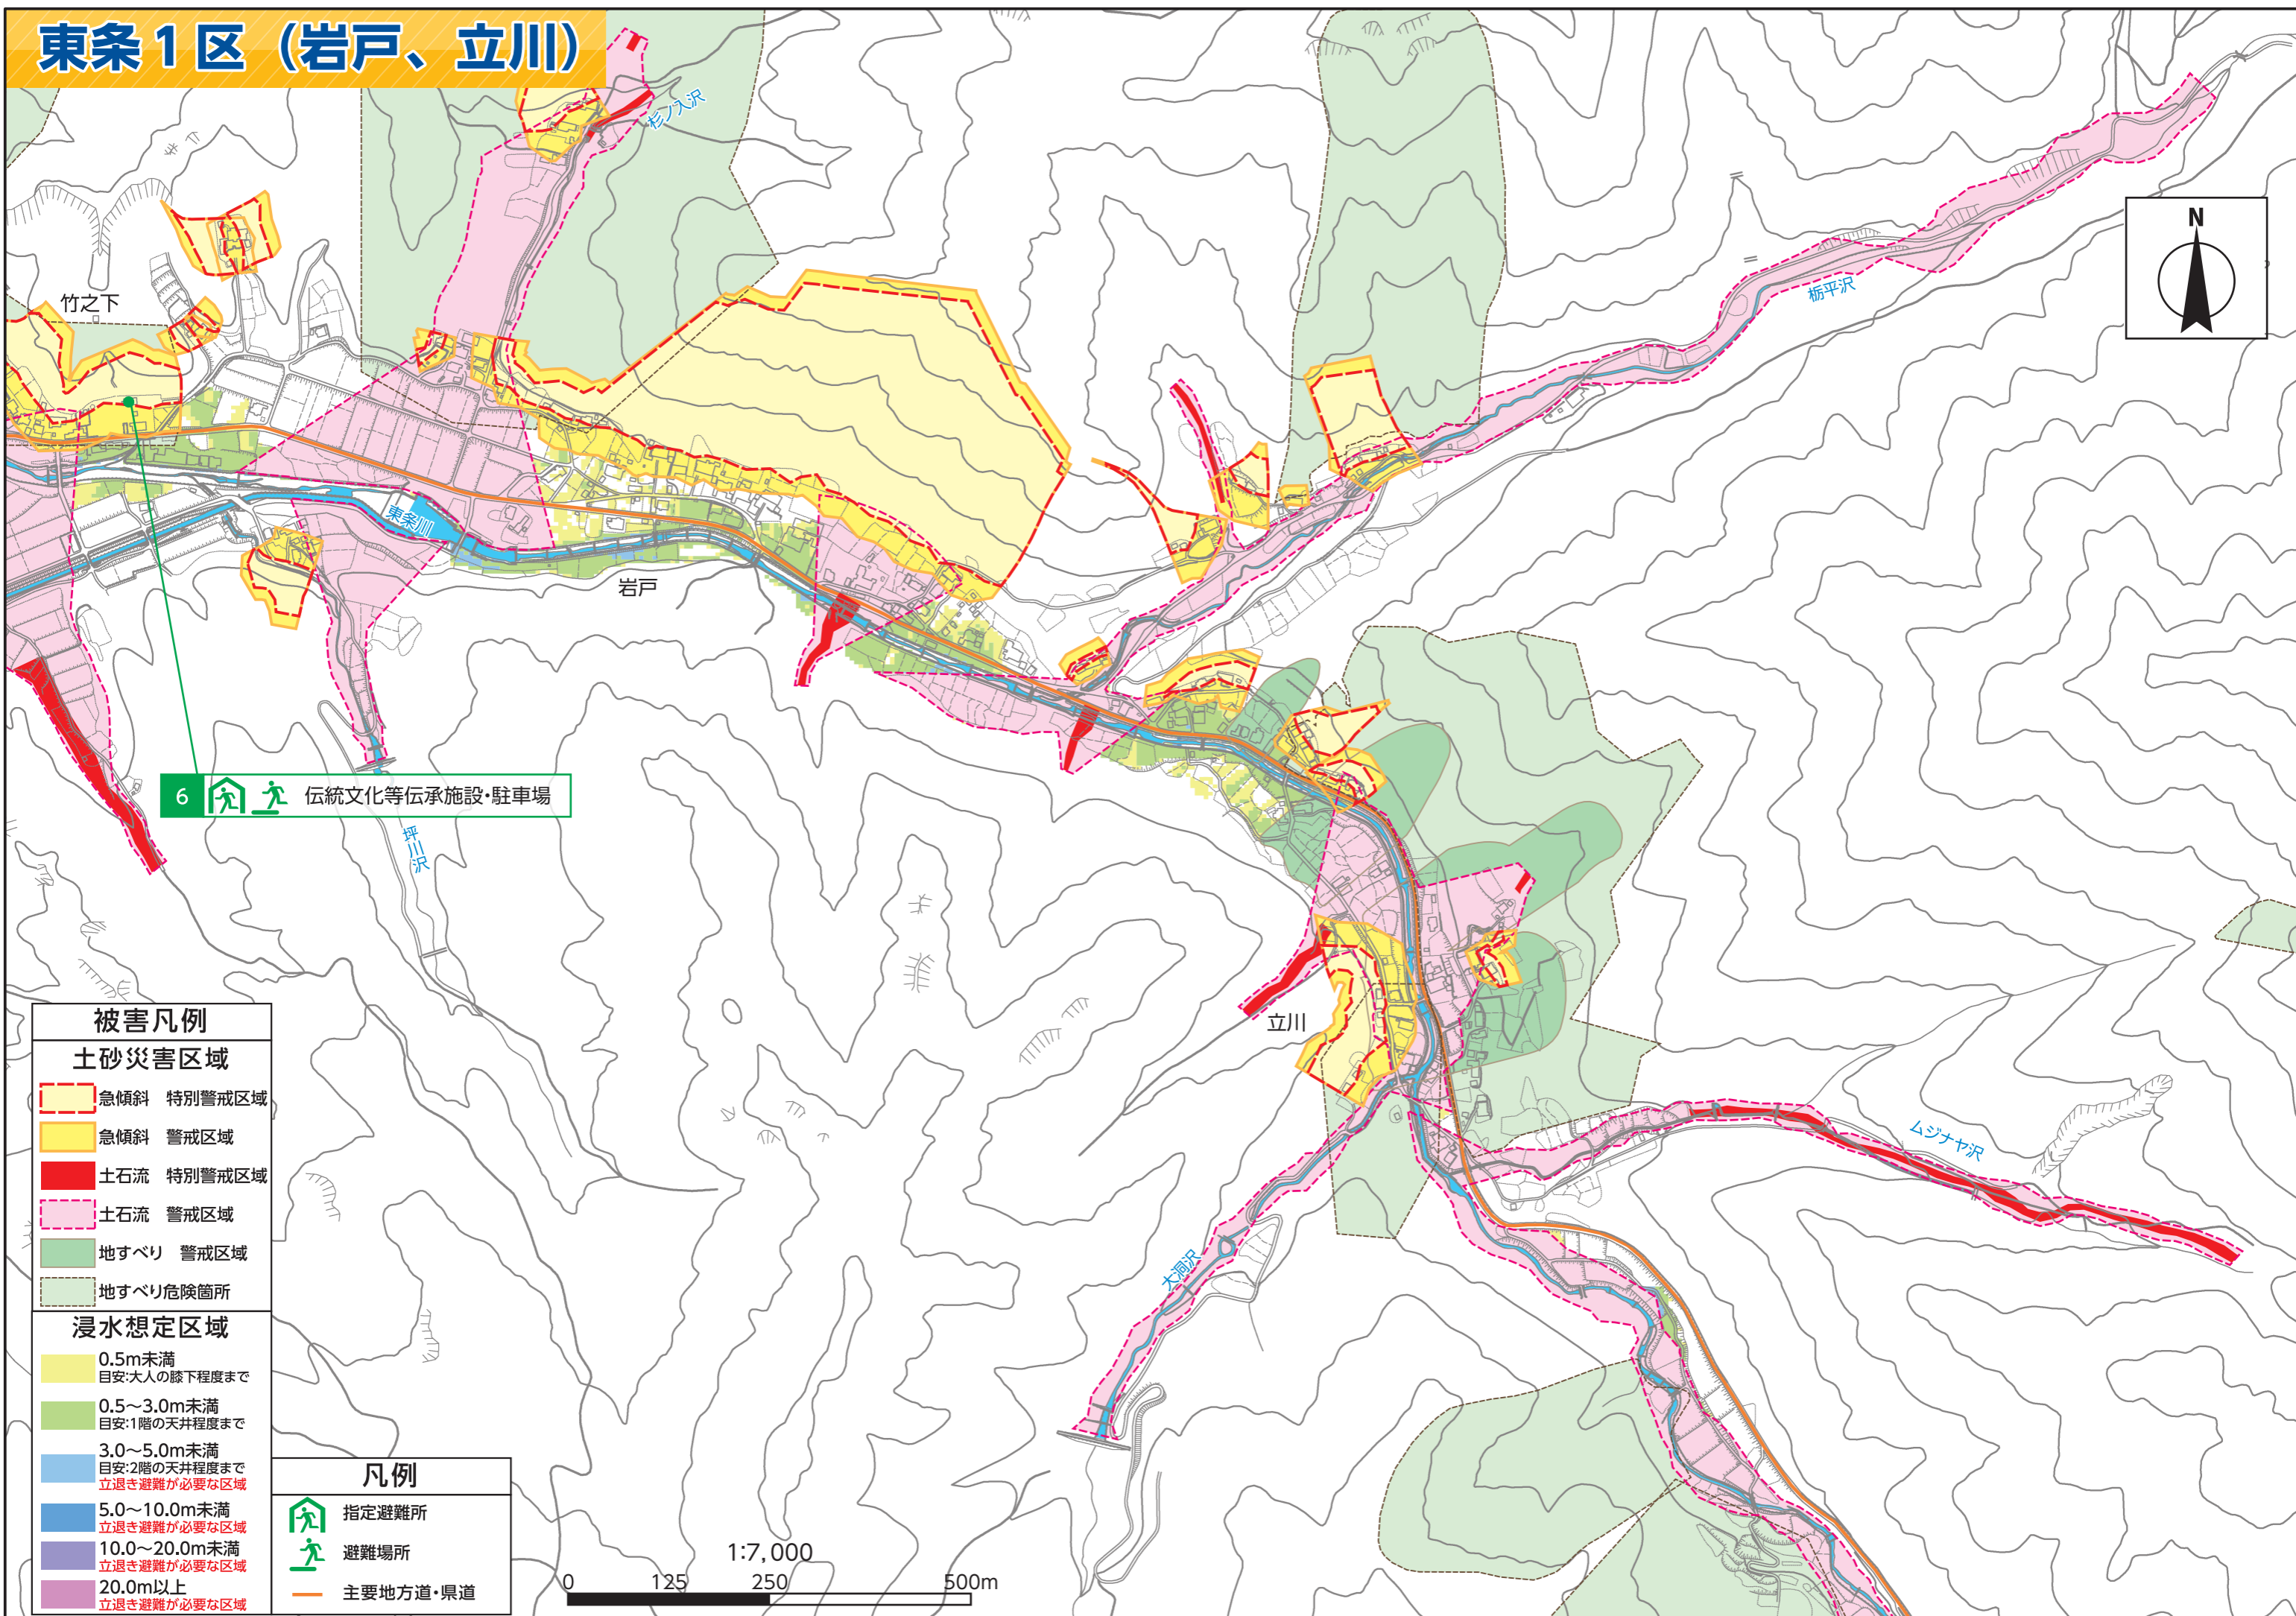 東条1区（岩戸、立川）
杉ノ入沢
N
栃平沢
竹之下
東条川
岩戸
6 伝統文化等伝承施設・駐車場
坪川沢
立川
ムジナヤ沢
大洞沢
被害凡例
土砂災害区域
急傾斜　特別警戒区域
急傾斜　警戒区域
土石流　特別警戒区域
土石流　警戒区域
地すべり　警戒区域
地すべり危険箇所
浸水想定区域
0.5m未満
目安:大人の膝下程度まで
0.5～3.0m未満
目安:1階の天井程度まで
3.0～5.0m未満
目安:2階の天井程度まで
立退き避難が必要な区域
5.0～10.0m未満
立退き避難が必要な区域
10.0～20.0m未満
立退き避難が必要な区域
20.0m以上
立退き避難が必要な区域
凡例
指定避難所
避難場所
主要地方道・県道
1:7,000
0 125 250 500m